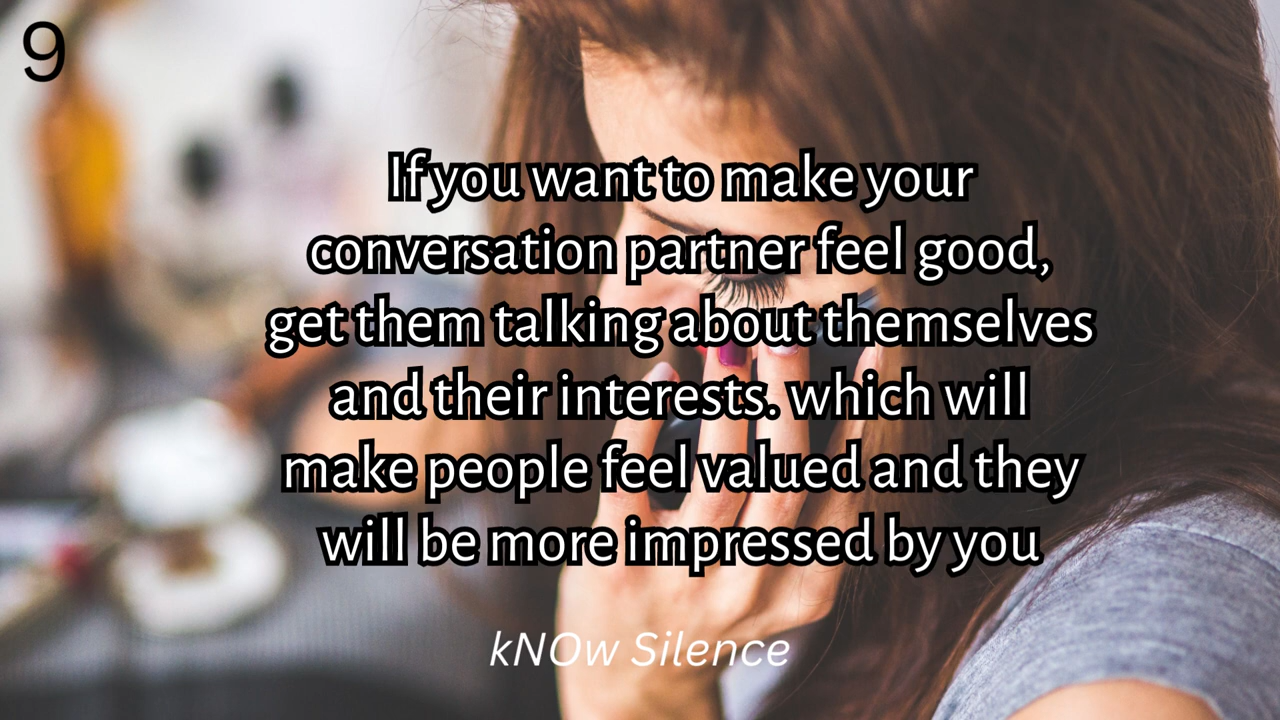 9
If you want to make your
conversation partner feel good,
get them talking about themselves
and their interests. which will
make people feel valued and they
will be more impressed by you
kNOw Silence